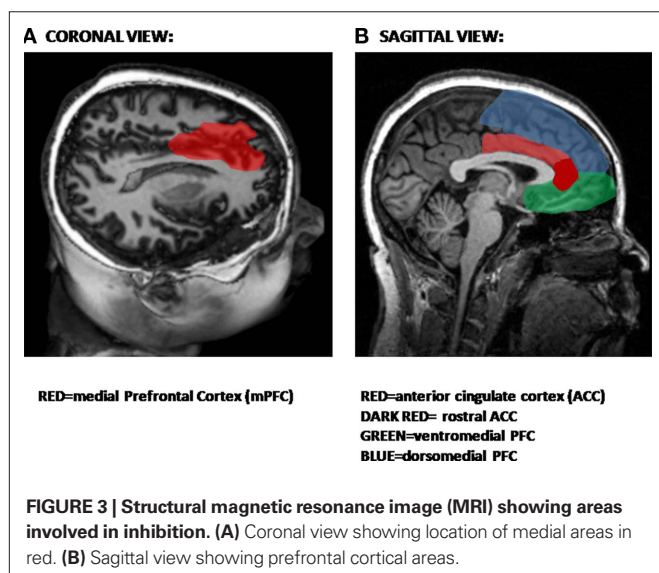 A CORONAL VIEW:
B SAGITTAL VIEW:
RED=medial Prefrontal Cortex (mPFC)
RED=anterior cingulate cortex (ACC)
DARK RED= rostral ACC
GREEN=ventromedial PFC
BLUE=dorsomedial PFC
FIGURE 3 | Structural magnetic resonance image (MRI) showing areas
involved in inhibition. (A) Coronal view showing location of medial areas in
red. (B) Sagittal view showing prefrontal cortical areas.